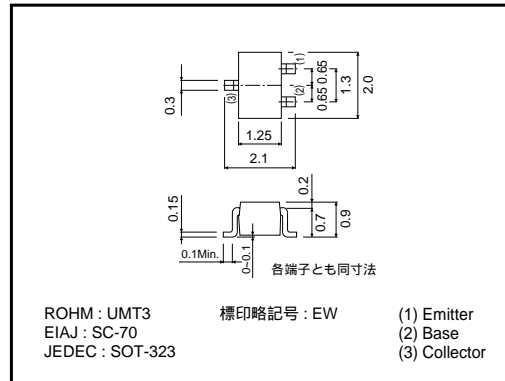 (1)
0.65
0.65
1.3
2.0
0.3
(3)
(2)
1.25
2.1
0.2
0.15
0.7
0.9
0.1Min.
0~0.1
各端子とも同寸法
ROHM : UMT3
標印略記号 : EW
(1) Emitter
EIAJ : SC-70
(2) Base
JEDEC : SOT-323
(3) Collector